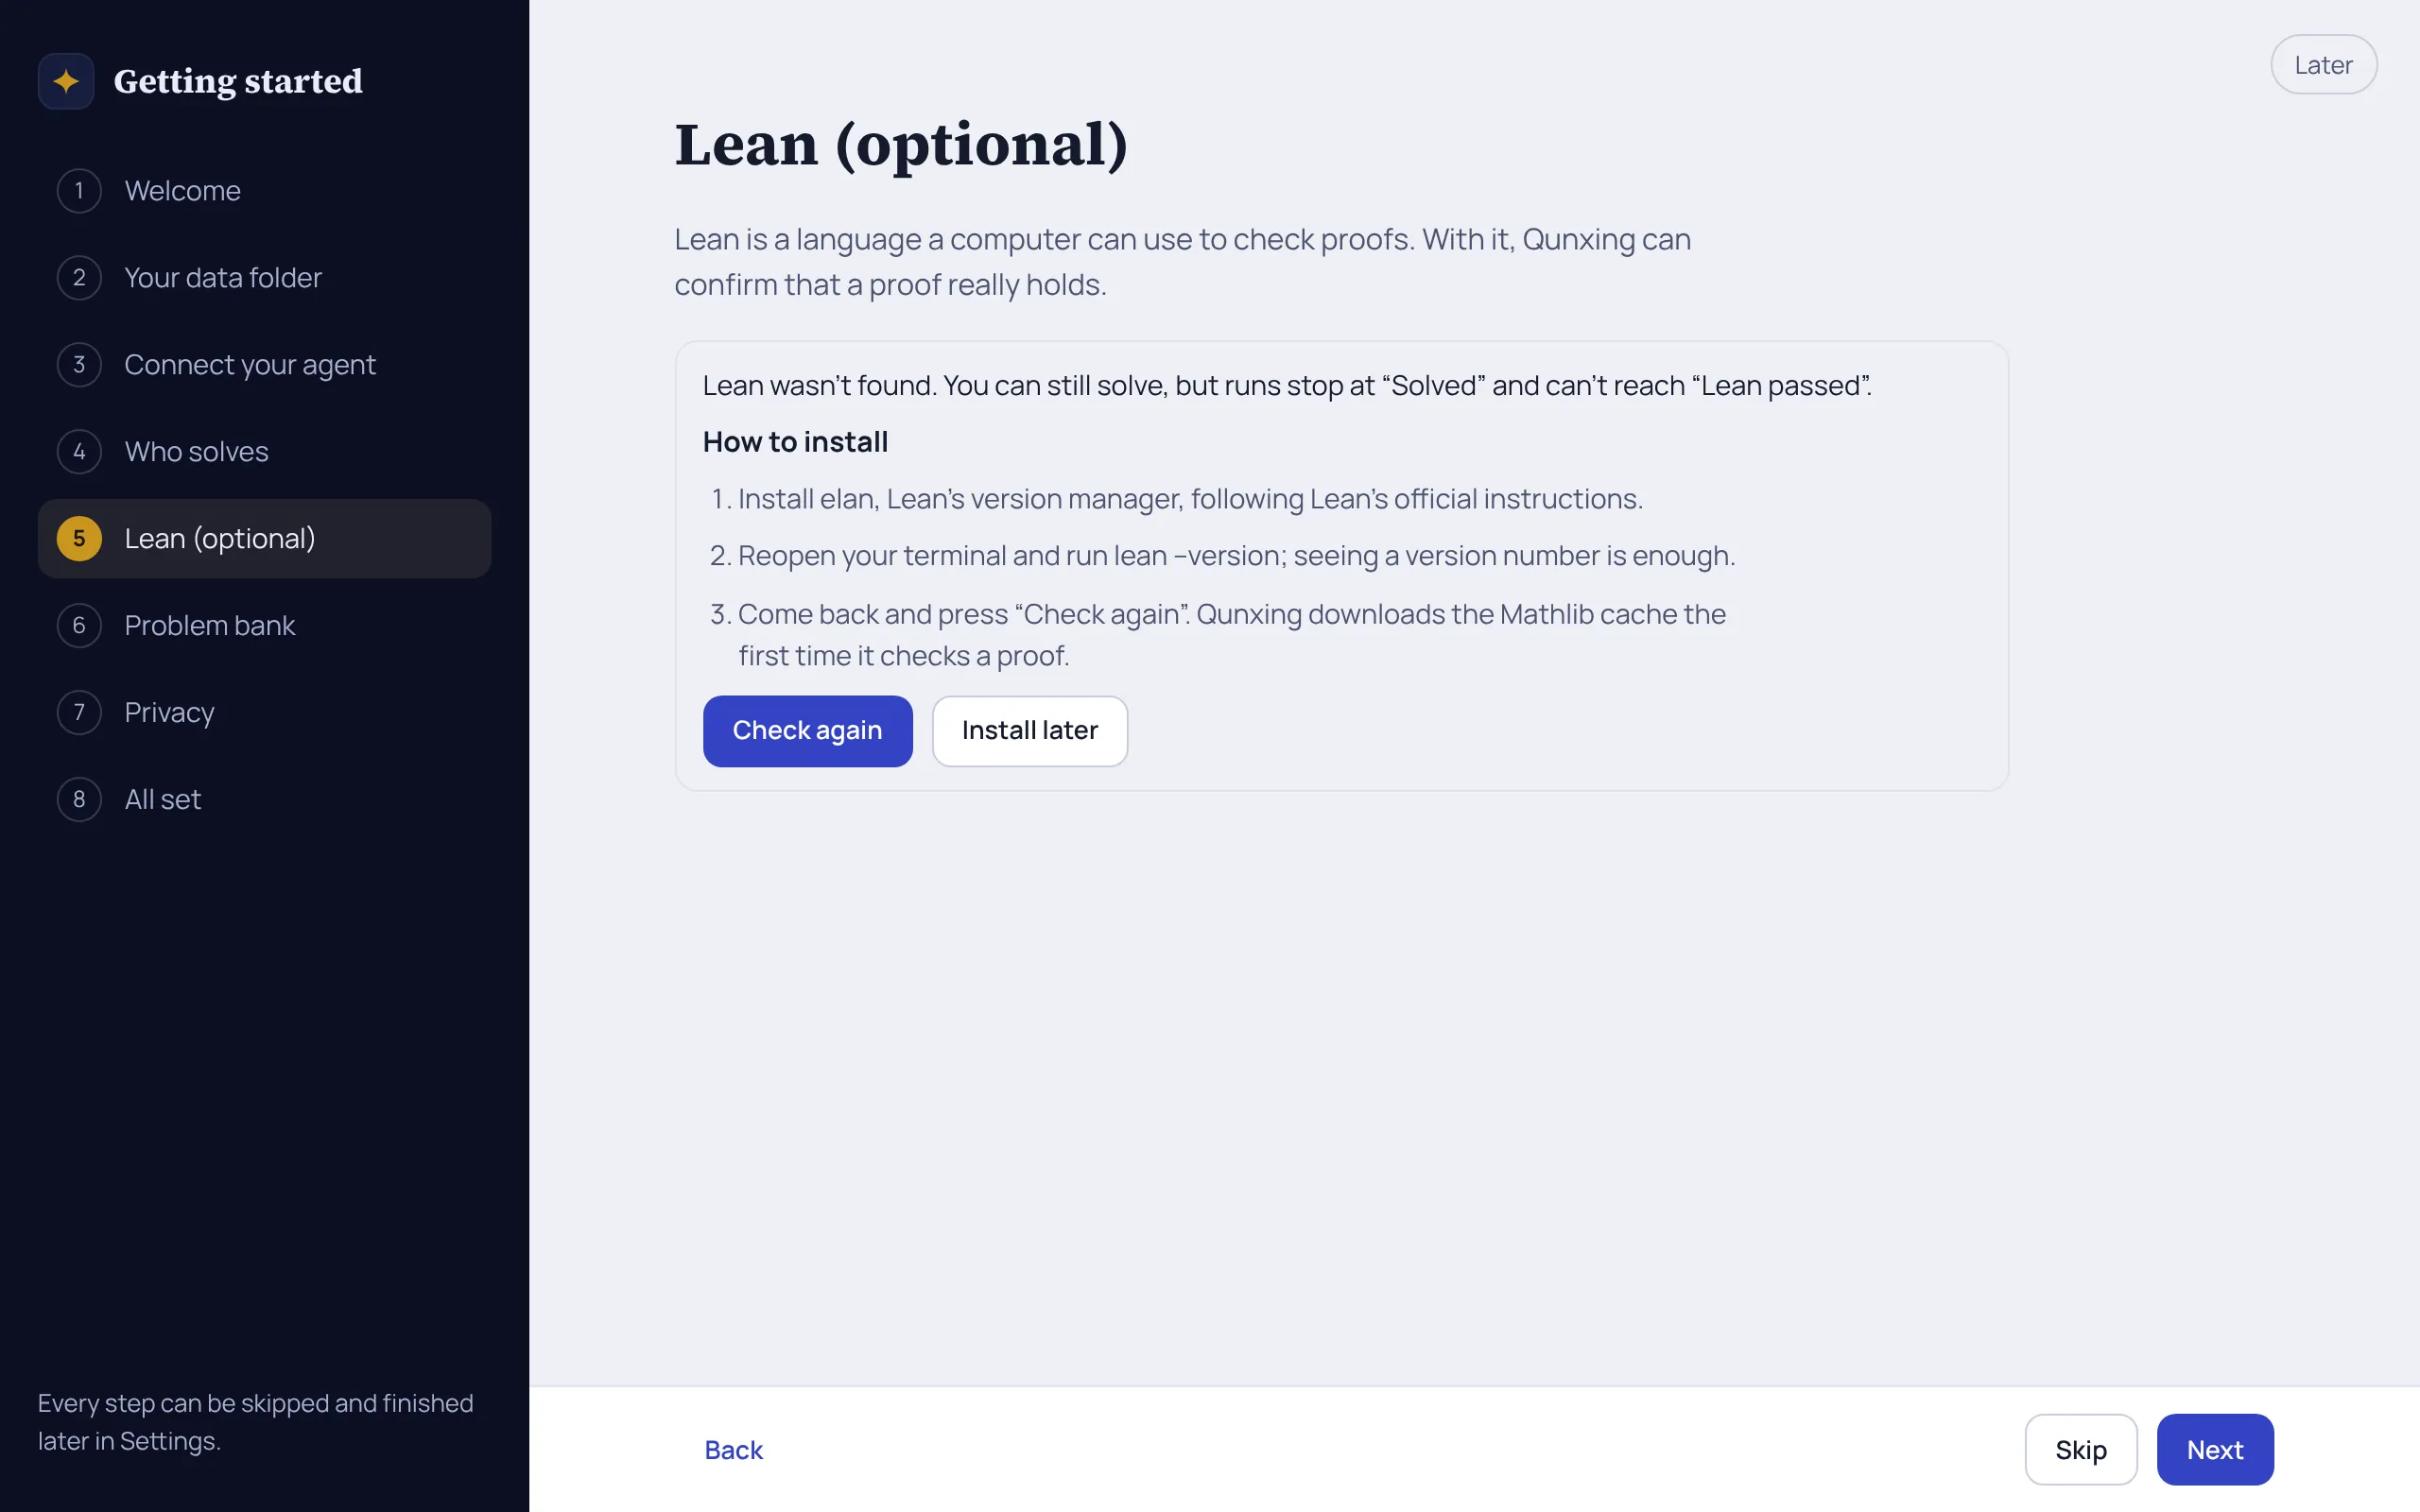 Getting started
1 Welcome
2 Your data folder
3 Connect your agent
4 Who solves
5 Lean (optional)
6 Problem bank
7 Privacy
8 All set
Every step can be skipped and finished
later in Settings.
Later
Lean (optional)
Lean is a language a computer can use to check proofs. With it, Qunxing can
confirm that a proof really holds.
Lean wasn’t found. You can still solve, but runs stop at “Solved” and can’t reach “Lean passed”.
How to install
1. Install elan, Lean’s version manager, following Lean’s official instructions.
2. Reopen your terminal and run lean –version; seeing a version number is enough.
3. Come back and press “Check again”. Qunxing downloads the Mathlib cache the
first time it checks a proof.
Check again Install later
Back Skip Next